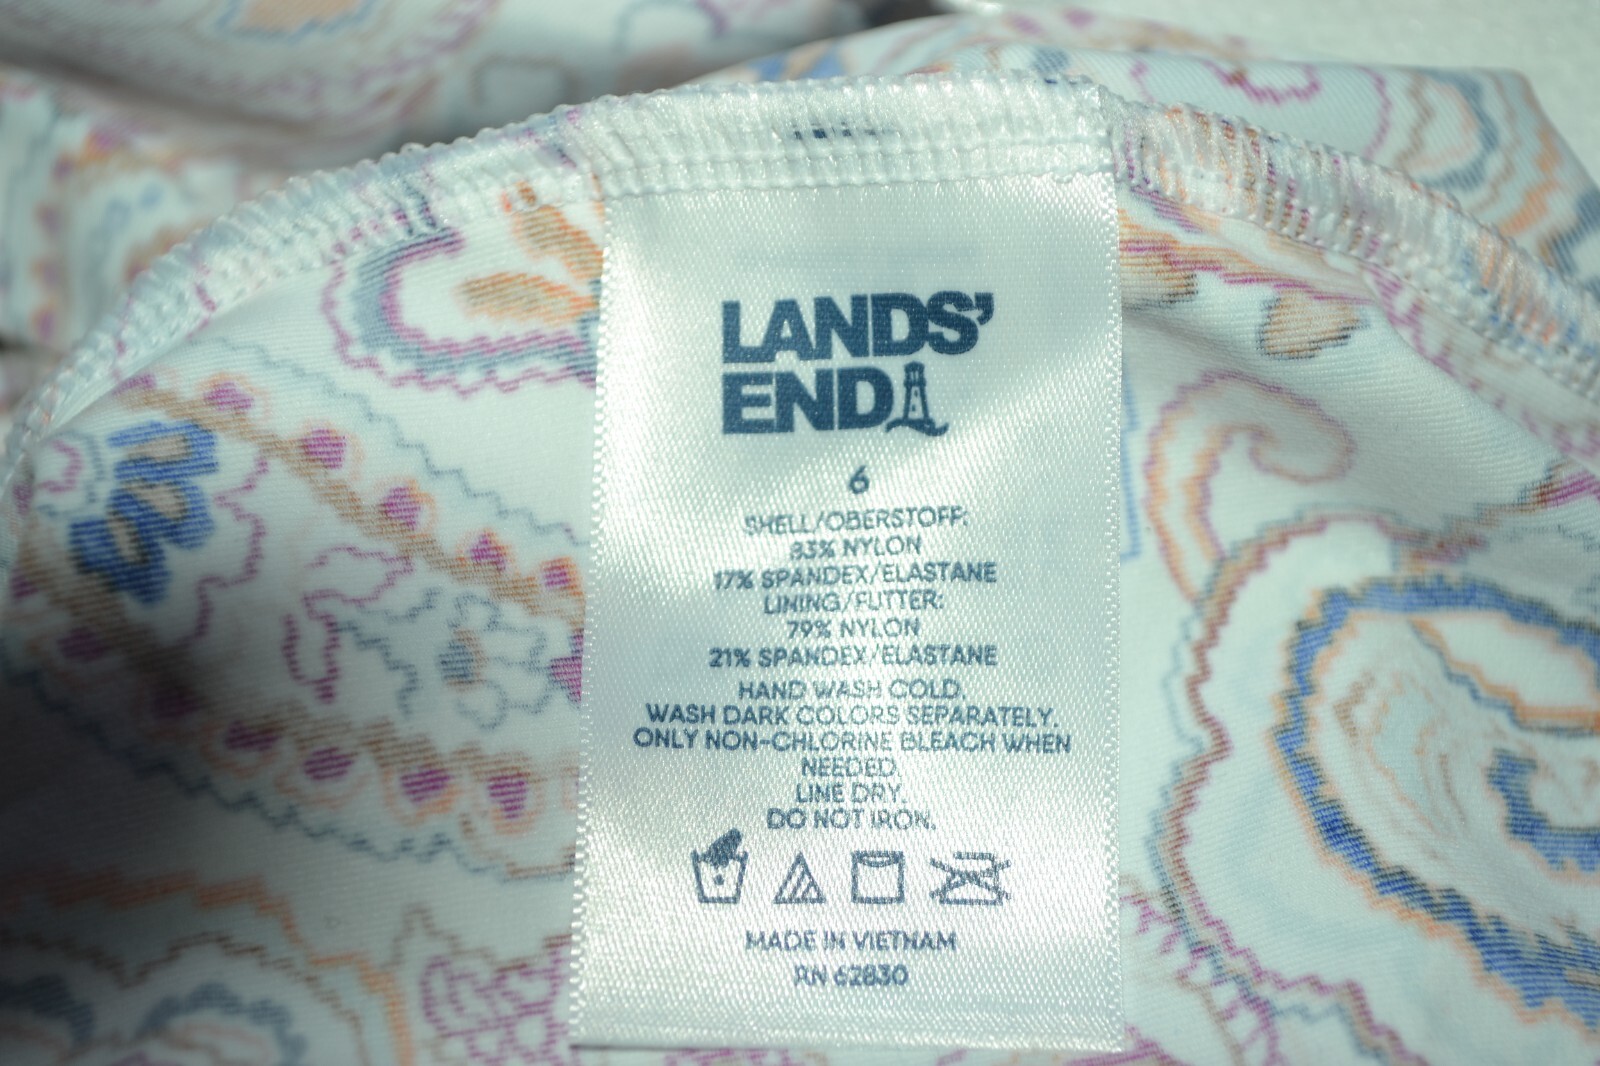 LANDS'
END
6
SHELL/OBERSTOFF:
83% NYLON
17% SPANDEX/ELASTANE
LINING/FUTTER:
79% NYLON
21% SPANDEX/ELASTANE
HAND WASH COLD.
WASH DARK COLORS SEPARATELY.
ONLY NON-CHLORINE BLEACH WHEN
NEEDED.
LINE DRY.
DO NOT IRON.
MADE IN VIETNAM
RN 62830